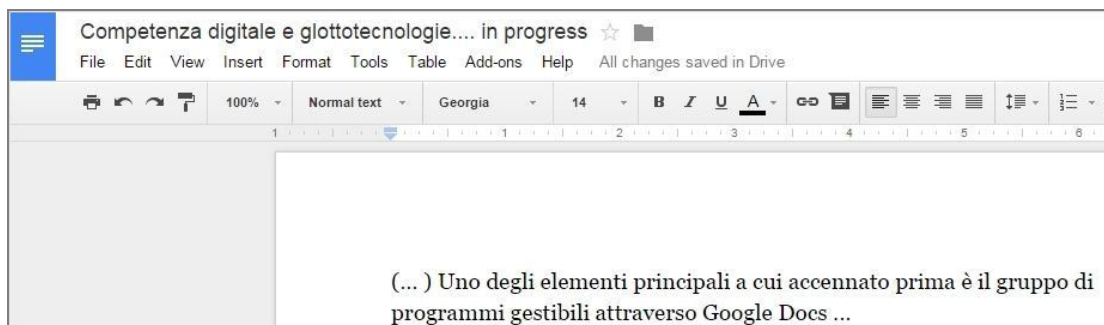 Competenza digitale e glottotecnologie.... in progress
File Edit View Insert Format Tools Table Add-ons Help All changes saved in Drive
100% Normal text Georgia 14 B I U A
1 1 2 3 4 5 6
(... ) Uno degli elementi principali a cui accennato prima è il gruppo di
programmi gestibili attraverso Google Docs ...